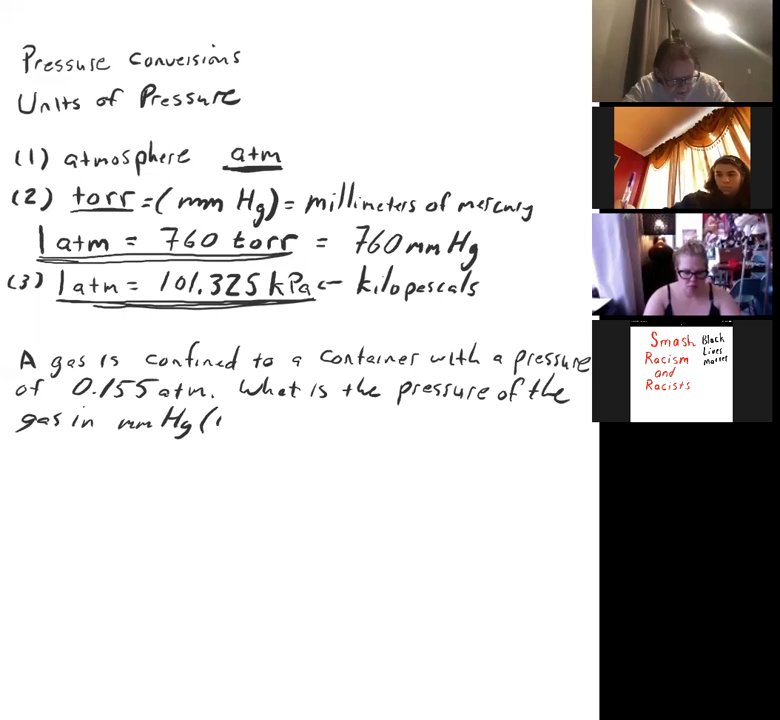 Pressure Conversions
Units of Pressure
(1) atmosphere atm
(2) torr = (mm Hg) = millimeters of mercury
1 atm = 760 torr = 760 mm Hg
(3) 1 atm = 101.325 kPa ← kilopascals
A gas is confined to a container with a pressure
of 0.155 atm. What is the pressure of the
gas in mm Hg (
Smash
Racism
and
Racists
Black
Lives
Matter